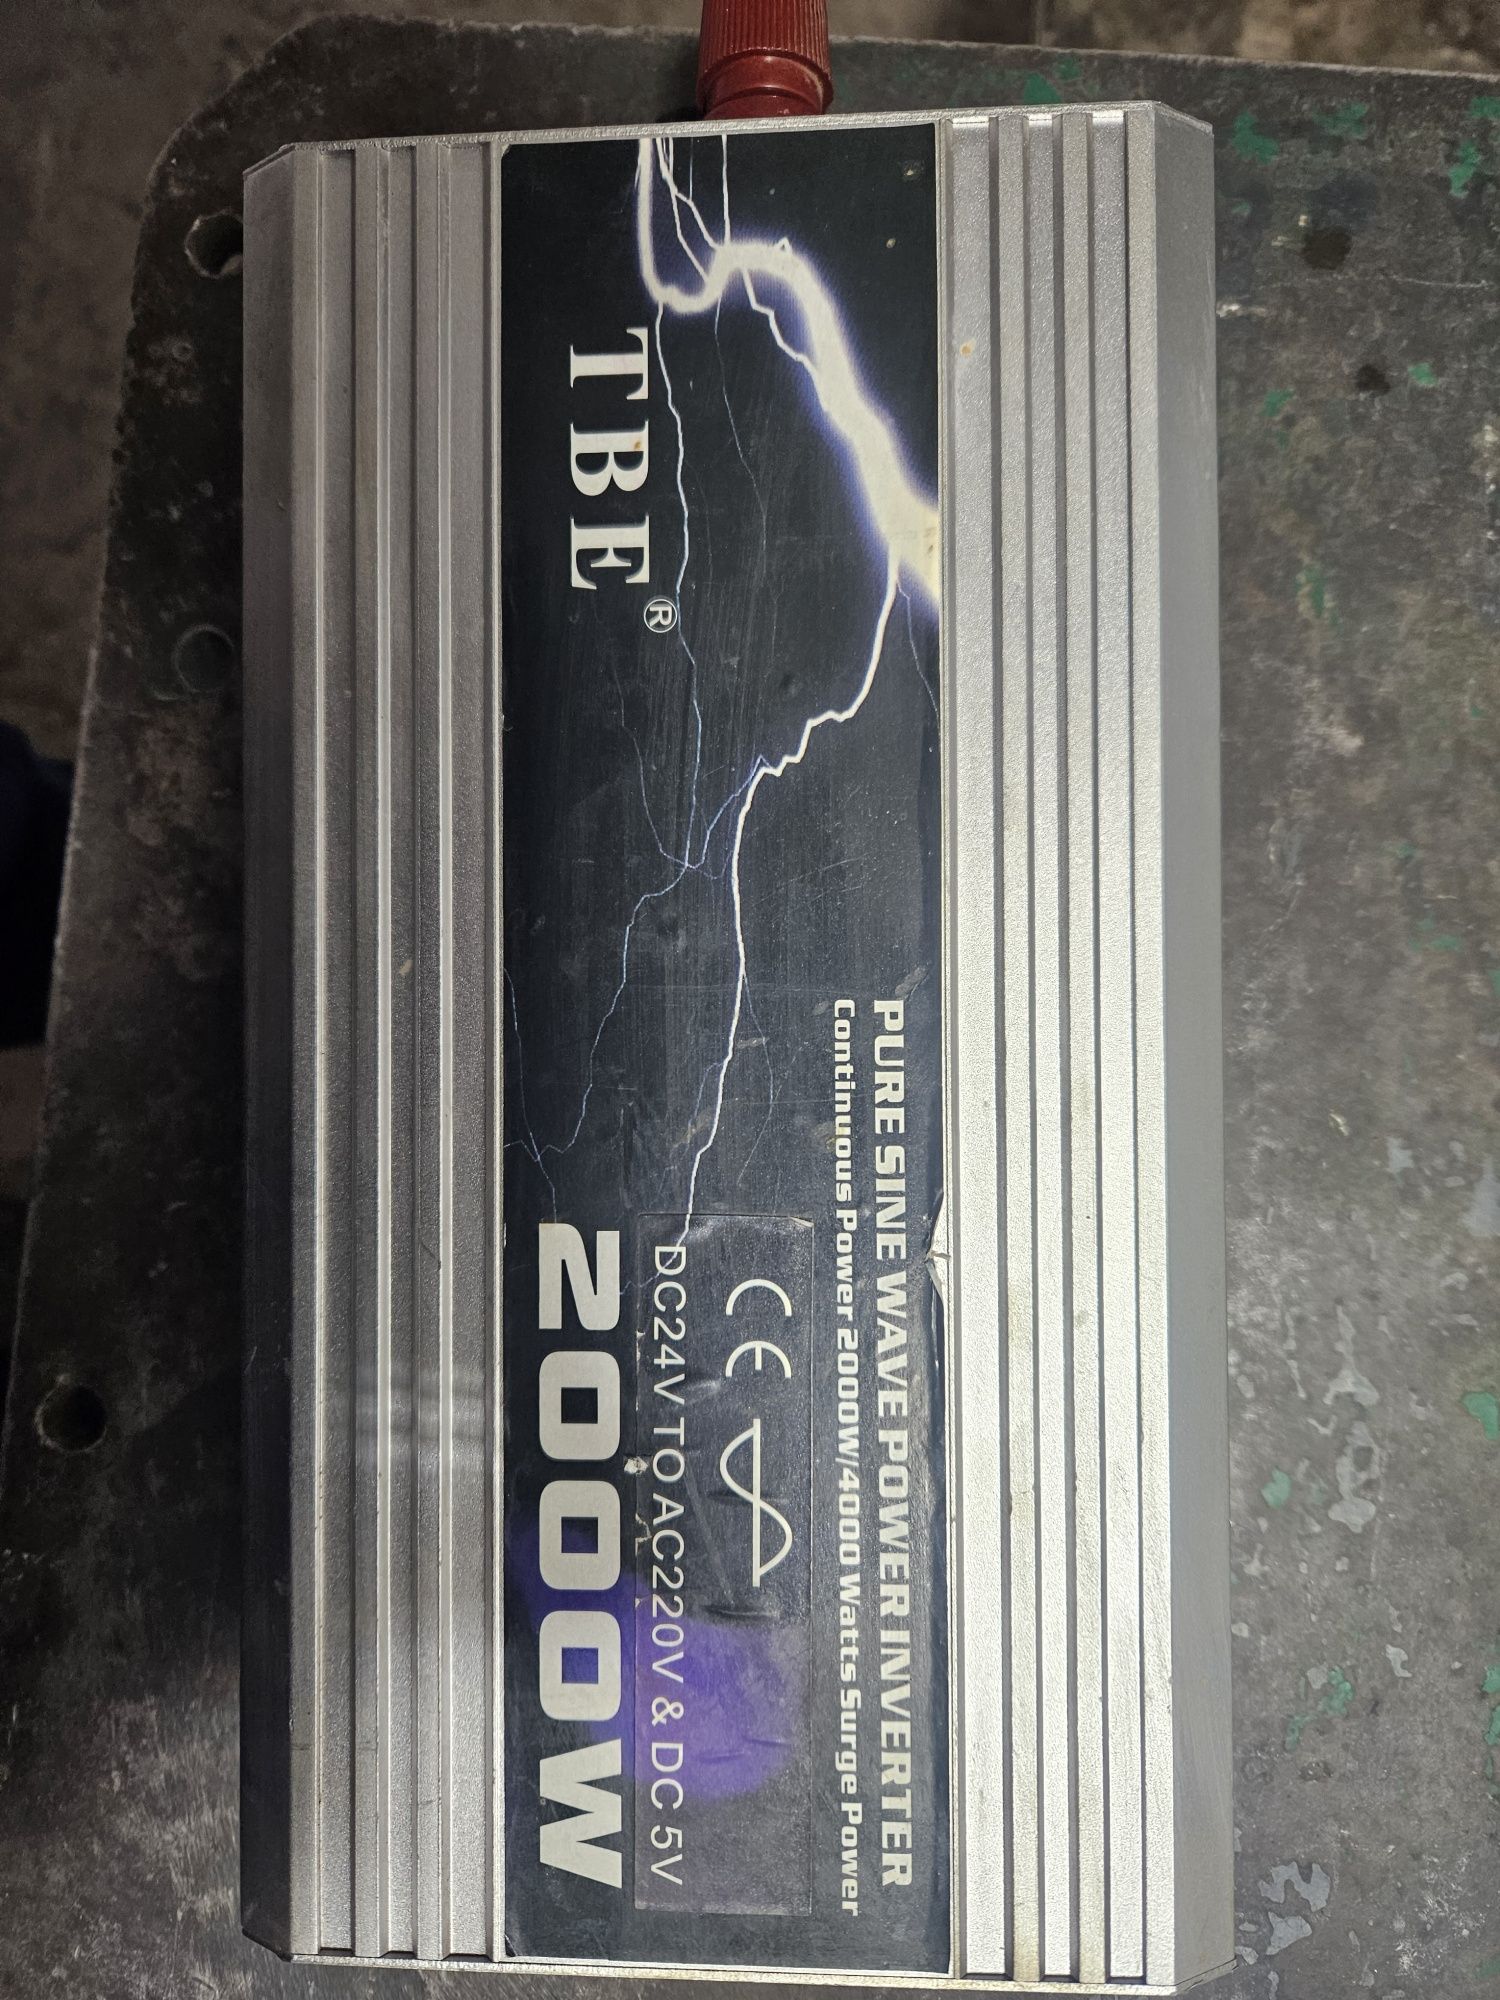 TBE®
PURE SINE WAVE POWER INVERTER
Continuous Power 2000W/4000 Watts Surge Power
CE
DC24V TO AC220V & DC 5V
2000W